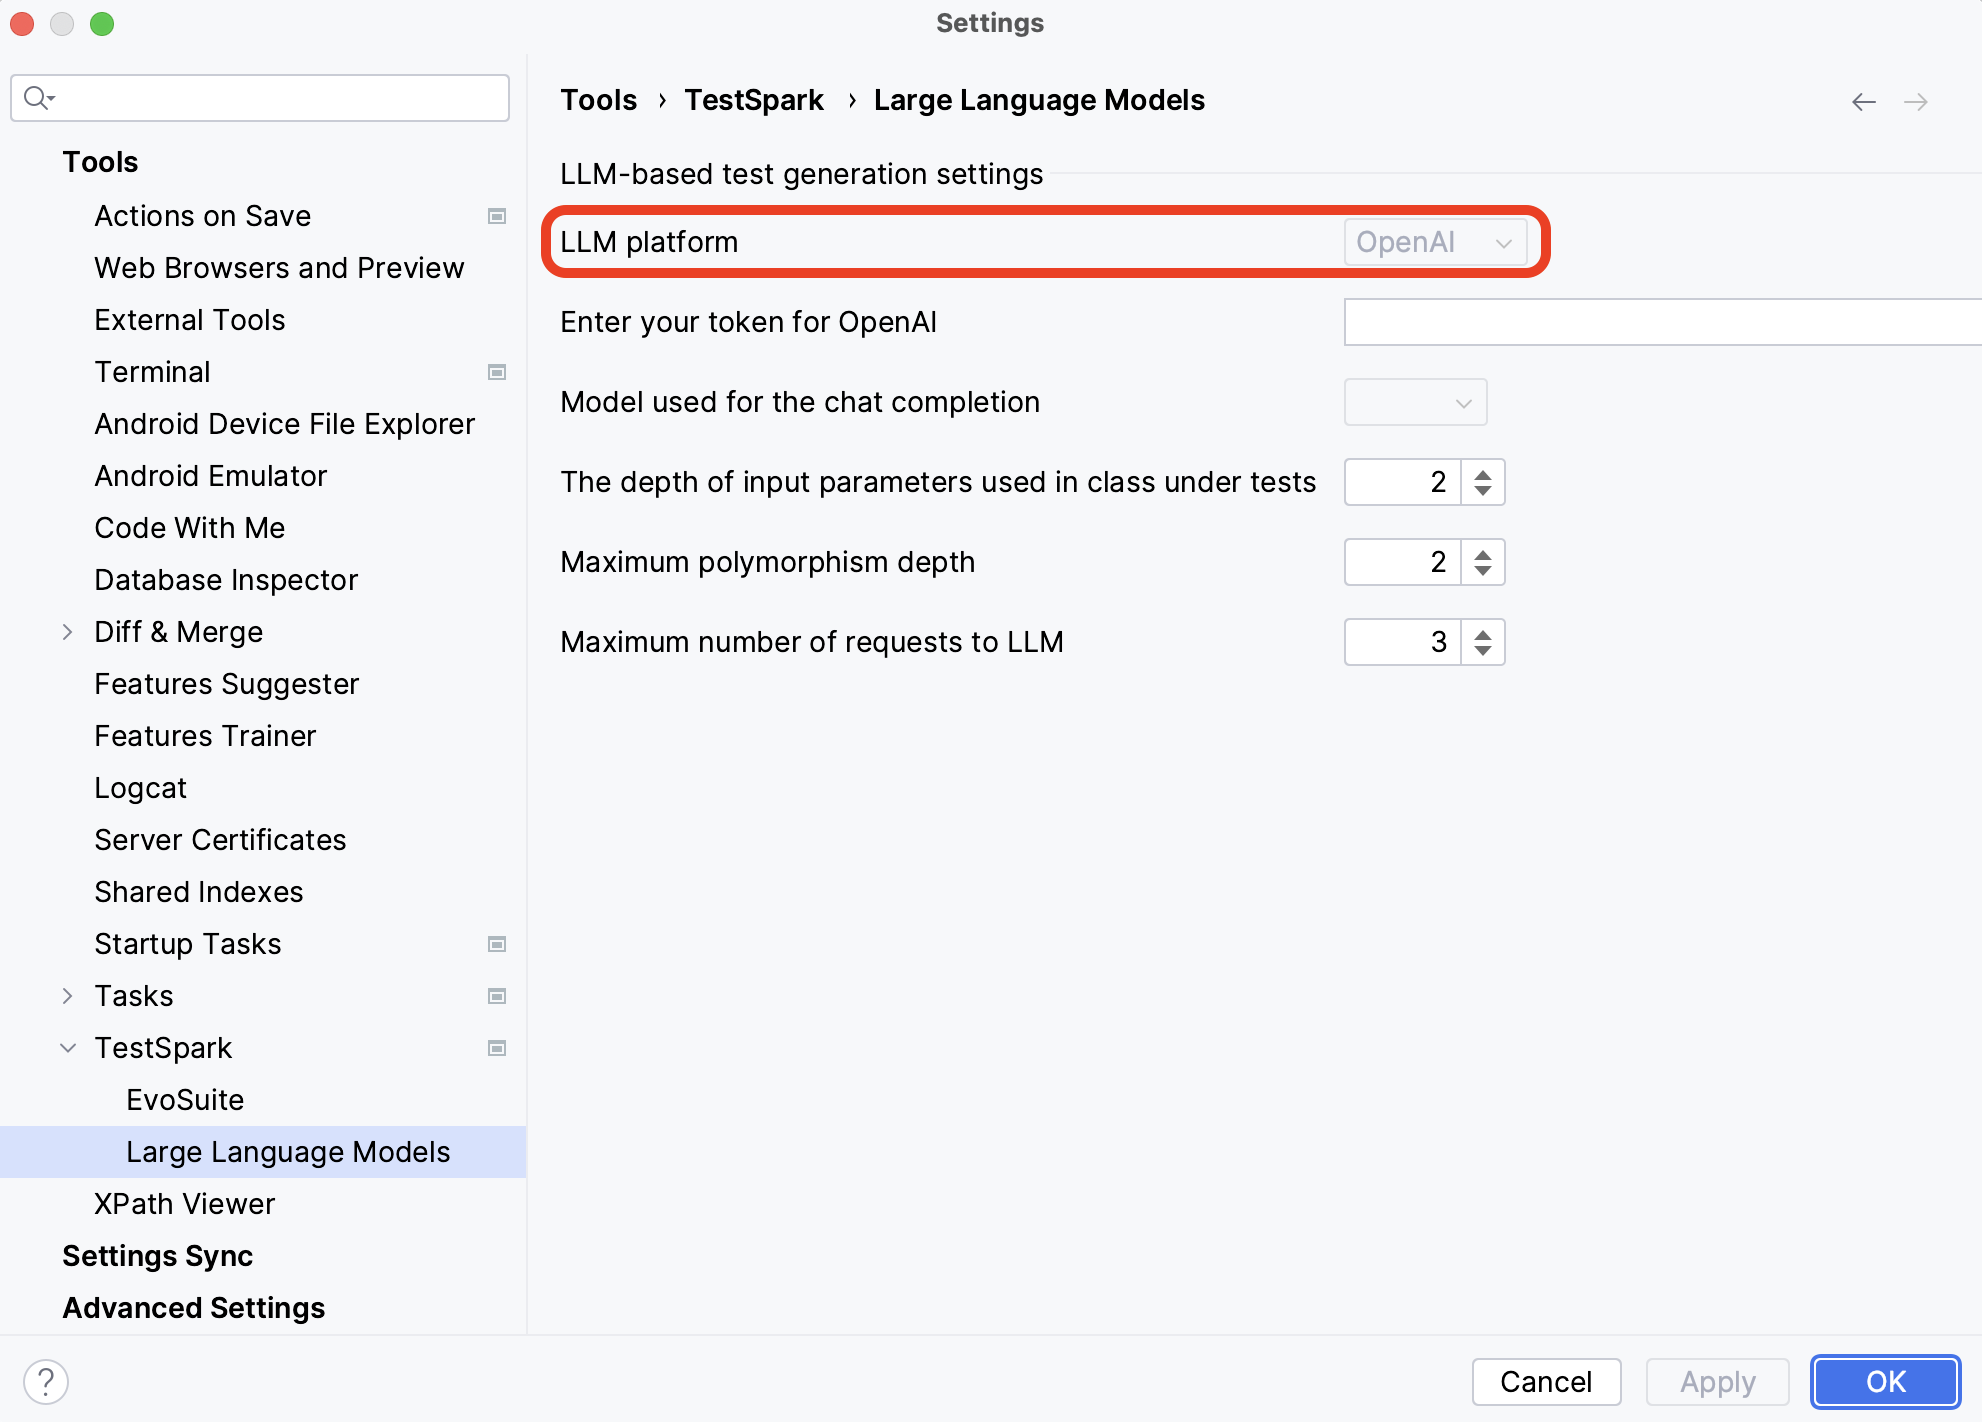 Settings
Tools
Actions on Save
Web Browsers and Preview
External Tools
Terminal
Android Device File Explorer
Android Emulator
Code With Me
Database Inspector
Diff & Merge
Features Suggester
Features Trainer
Logcat
Server Certificates
Shared Indexes
Startup Tasks
Tasks
TestSpark
EvoSuite
Large Language Models
XPath Viewer
Settings Sync
Advanced Settings
Tools › TestSpark › Large Language Models
LLM-based test generation settings
LLM platform OpenAI
Enter your token for OpenAI
Model used for the chat completion
The depth of input parameters used in class under tests 2
Maximum polymorphism depth 2
Maximum number of requests to LLM 3
? Cancel Apply OK